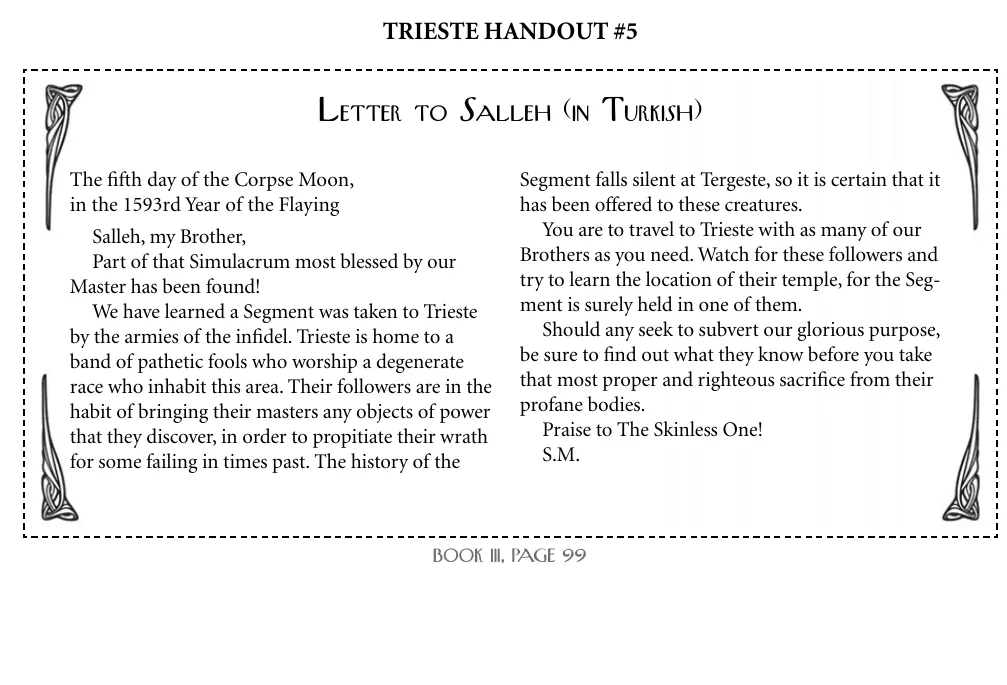 TRIESTE HANDOUT #5
Letter to Salleh (in Turkish)
The fifth day of the Corpse Moon,
in the 1593rd Year of the Flaying
Salleh, my Brother,
Part of that Simulacrum most blessed by our
Master has been found!
We have learned a Segment was taken to Trieste
by the armies of the infidel. Trieste is home to a
band of pathetic fools who worship a degenerate
race who inhabit this area. Their followers are in the
habit of bringing their masters any objects of power
that they discover, in order to propitiate their wrath
for some failing in times past. The history of the
Segment falls silent at Tergeste, so it is certain that it
has been offered to these creatures.
You are to travel to Trieste with as many of our
Brothers as you need. Watch for these followers and
try to learn the location of their temple, for the Seg-
ment is surely held in one of them.
Should any seek to subvert our glorious purpose,
be sure to find out what they know before you take
that most proper and righteous sacrifice from their
profane bodies.
Praise to The Skinless One!
S.M.
BOOK III, PAGE 99